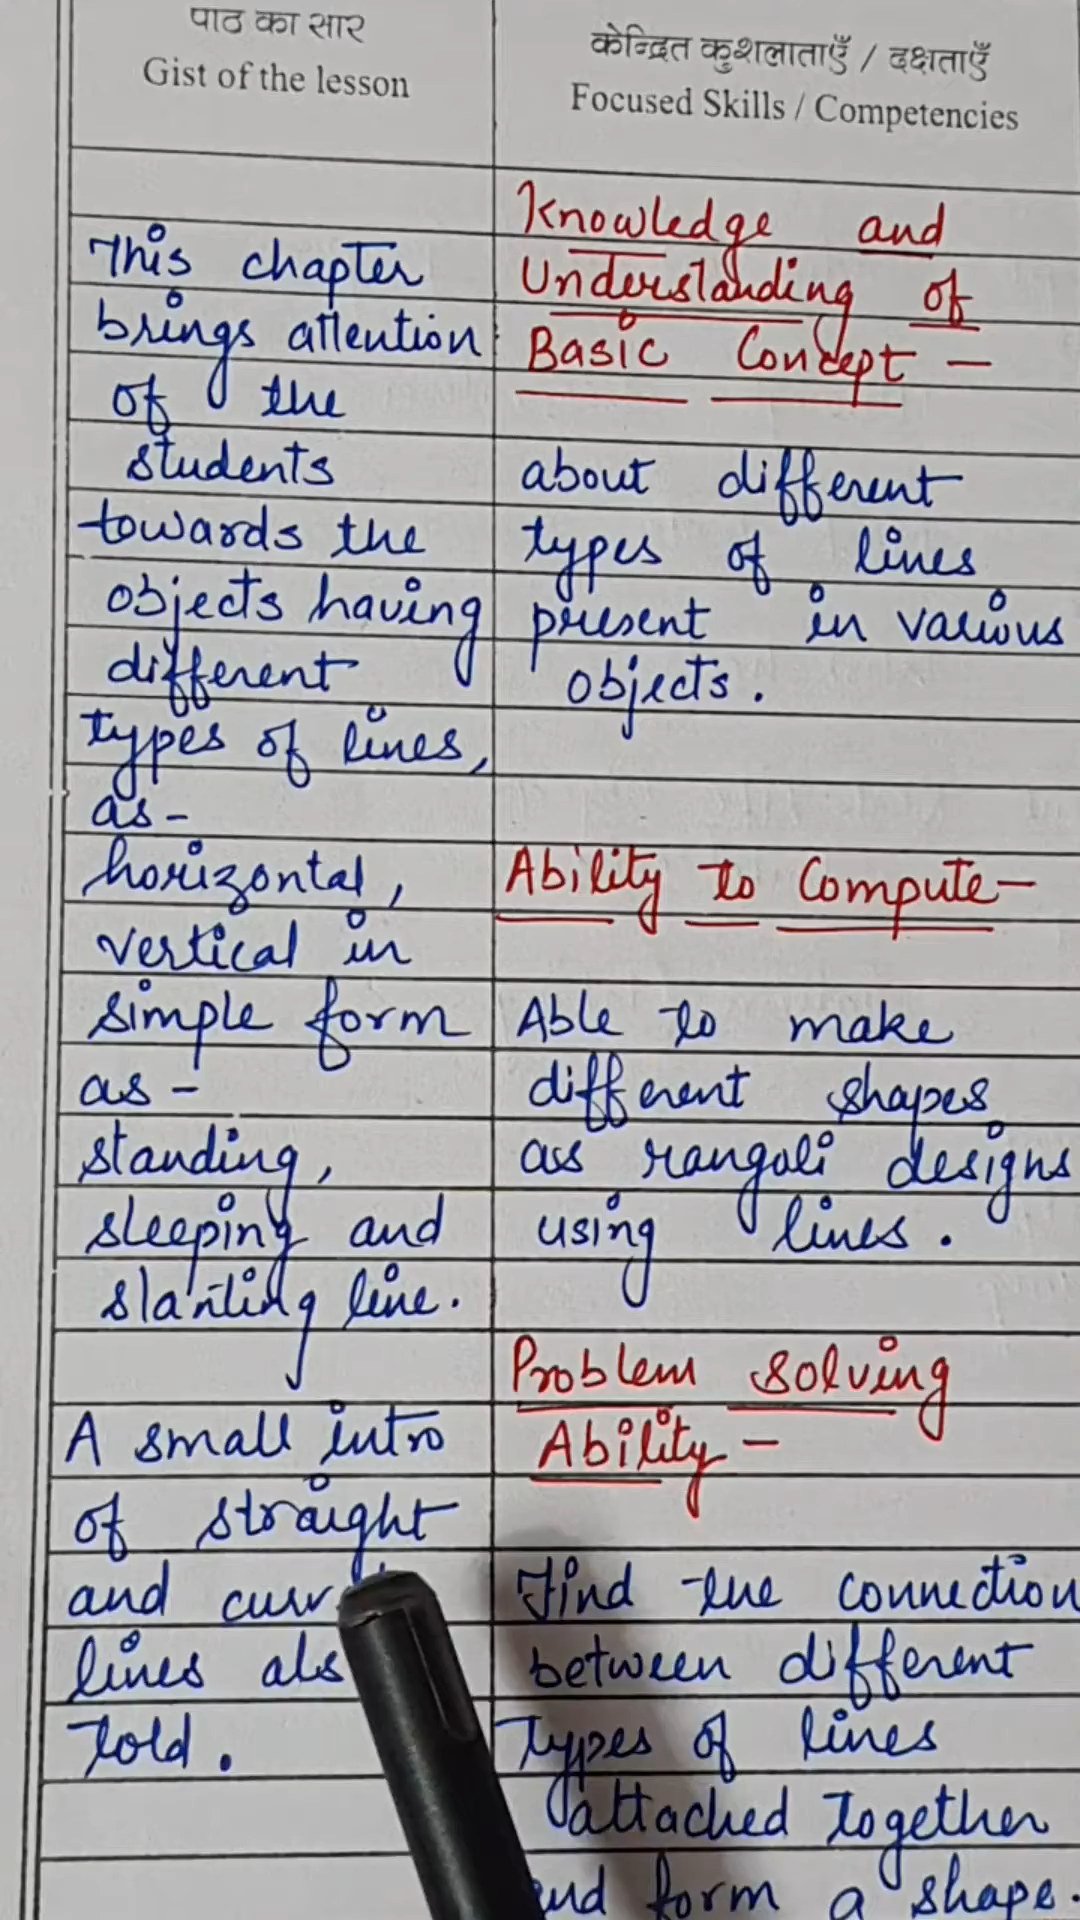 पाठ का सार
Gist of the lesson
This chapter
brings attention
of the
students
towards the
objects having
different
types of lines,
as-
horizontal,
vertical in
simple form
as -
standing,
sleeping and
slanting line.
A small intro
of straight
and
lines
told.
केन्द्रित कुशलाताएँ / दक्षताएँ
Focused Skills / Competencies
Knowledge and
Understanding of
Basic Concept -
about different
types of lines
present in various
objects.
Ability to Compute-
Able to make
different shapes
as rangoli designs
using lines.
Problem solving
Ability -
Find the connection
between different
Types of lines
attached together
and form a shape.